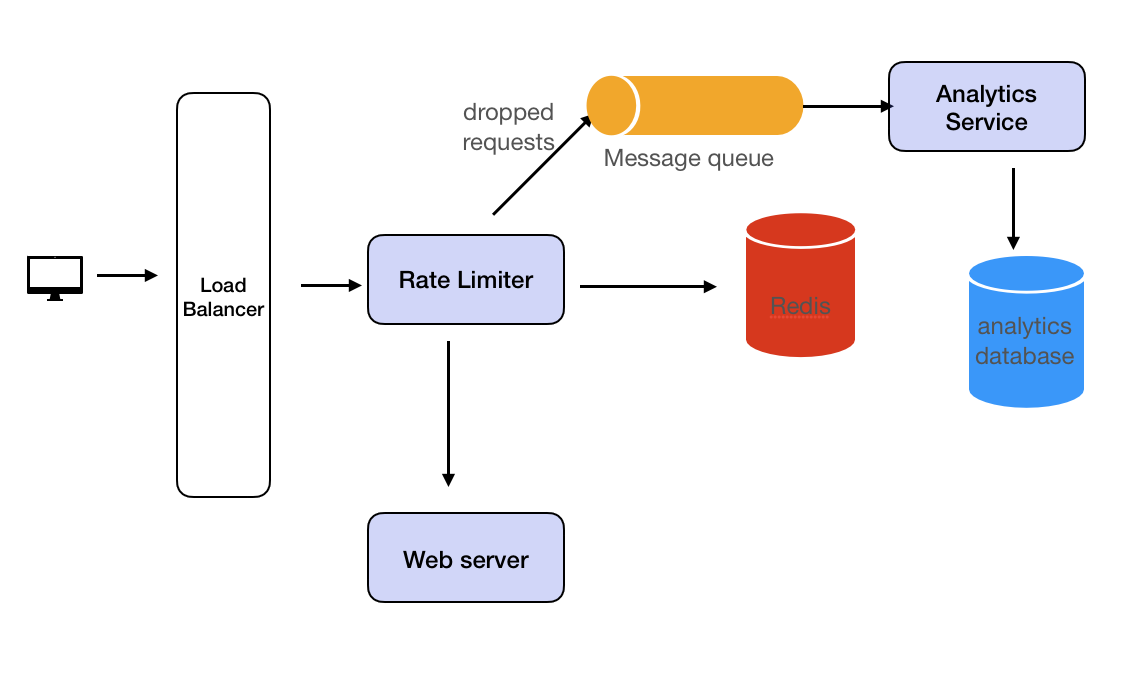 Load
Balancer
Rate Limiter
dropped
requests
Message queue
Analytics
Service
Redis
analytics
database
Web server